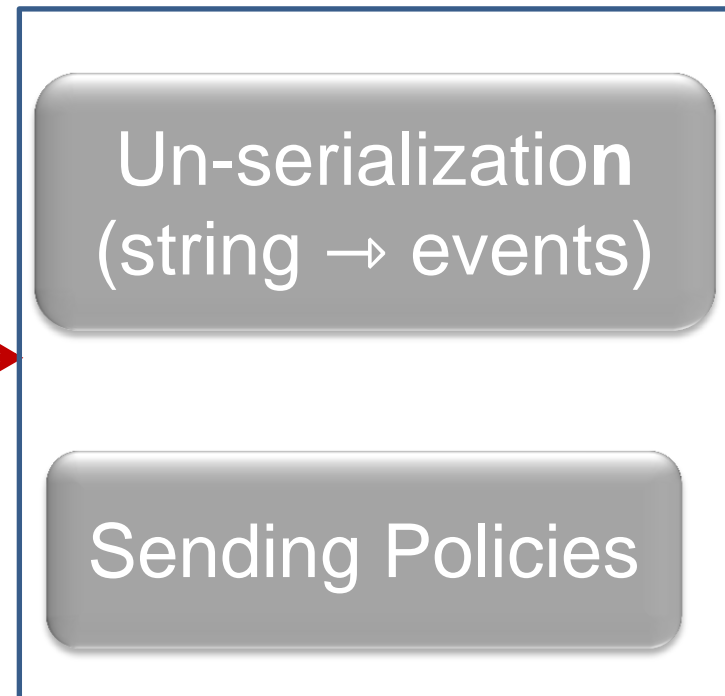 Un-serialization
(string → events)
Sending Policies